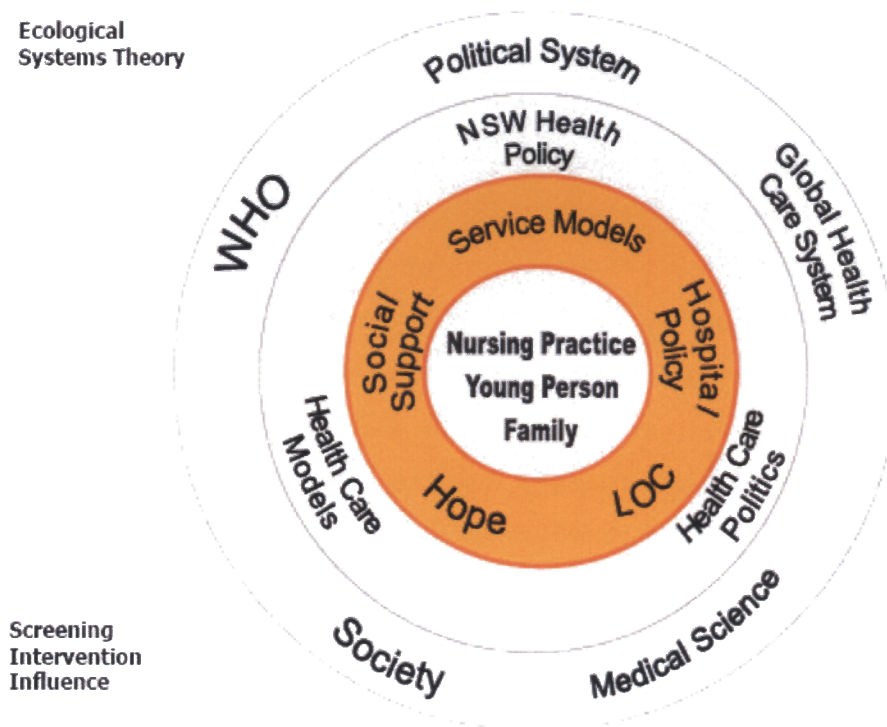 Ecological
Systems Theory
Political System
NSW Health
Policy
WHO
Global Health
Care System
Service Models
Social
Support
Hospital
Policy
Nursing Practice
Young Person
Family
Health Care
Models
Hope
LOC
Health Care
Politics
Screening
Intervention
Influence
Society
Medical Science